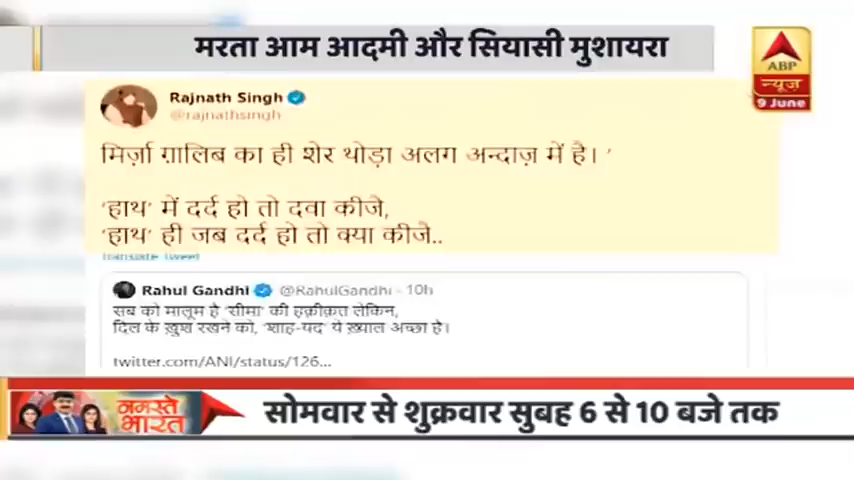 मरता आम आदमी और सियासी मुशायरा
ABP
न्यूज़
9 June
Rajnath Singh
@rajnathsingh
मिर्ज़ा ग़ालिब का ही शेर थोड़ा अलग अन्दाज़ में है। '
'हाथ' में दर्द हो तो दवा कीजे,
'हाथ' ही जब दर्द हो तो क्या कीजे..
Translate Tweet
Rahul Gandhi @RahulGandhi - 10h
सब को मालूम है 'सीमा' की हक़ीक़त लेकिन,
दिल के ख़ुश रखने को, 'शाह-यद' ये ख़्याल अच्छा है।
twitter.com/ANI/status/126...
नमस्ते
भारत
सोमवार से शुक्रवार सुबह 6 से 10 बजे तक